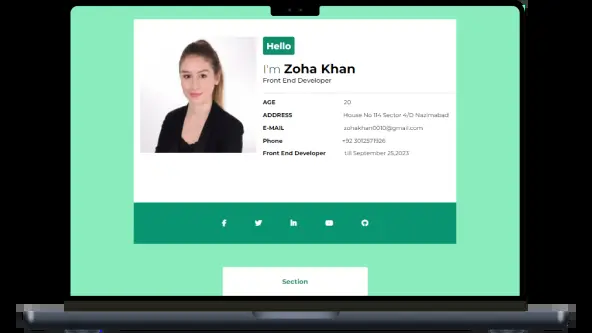 Hello
I'm Zoha Khan
Front End Developer
AGE 20
ADDRESS House No 114 Sector 4/D Nazimabad
E-MAIL zohakhan0010@gmail.com
Phone +92 3012571926
Front End Developer till September 25,2023
Section